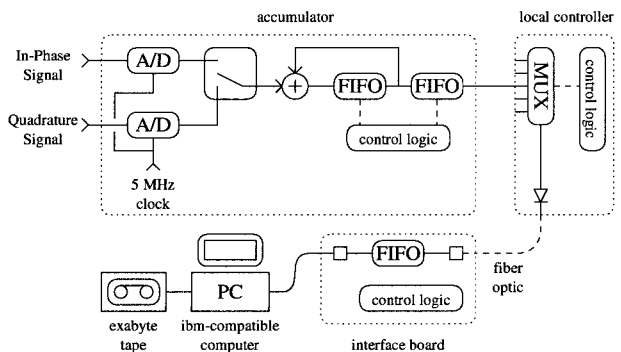 accumulator
local controller
In-Phase
Signal
A/D
Quadrature
Signal
A/D
5 MHz
clock
+
FIFO
FIFO
control logic
MUX
control
logic
fiber
optic
FIFO
control logic
interface board
PC
ibm-compatible
computer
exabyte
tape